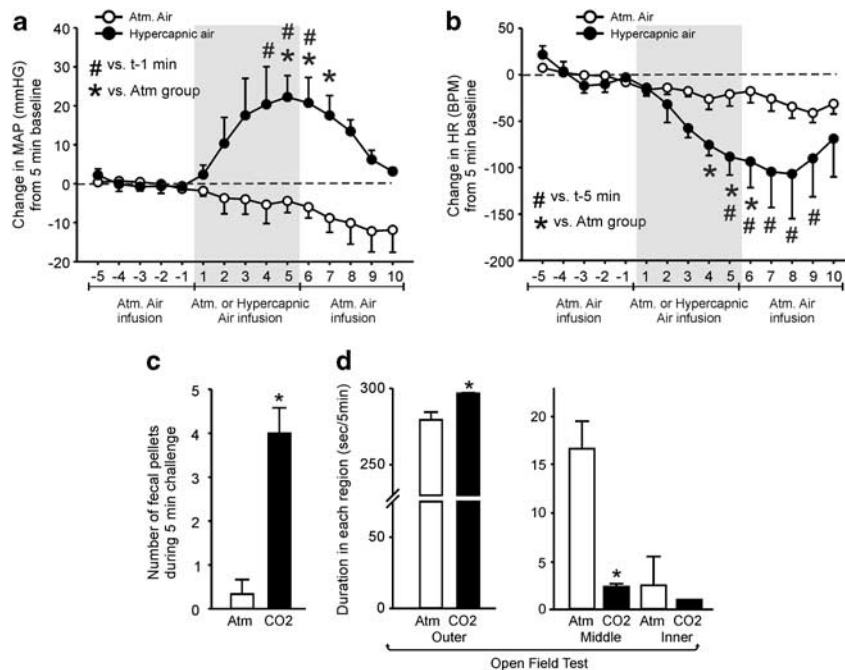 a
Atm. Air
Hypercapnic air
# vs. t-1 min
* vs. Atm group
Change in MAP (mmHG)
from 5 min baseline
40
30
20
10
0
-10
-20
# # #
* * *
-5 -4 -3 -2 -1 1 2 3 4 5 6 7 8 9 10
Atm. Air
infusion
Atm. or Hypercapnic
Air infusion
Atm. Air
infusion
b
Atm. Air
Hypercapnic air
Change in HR (BPM)
from 5 min baseline
50
0
-50
-100
-150
-200
# vs. t-5 min
* vs. Atm group
* * *
# # # # #
-5 -4 -3 -2 -1 1 2 3 4 5 6 7 8 9 10
Atm. Air
infusion
Atm. or Hypercapnic
Air infusion
Atm. Air
infusion
c
Number of fecal pellets
during 5 min challenge
5
4
3
2
1
0
*
Atm CO2
d
Duration in each region (sec/5min)
300
250
50
0
*
Atm CO2
Outer
20
15
10
5
0
*
Atm CO2 Atm CO2
Middle Inner
Open Field Test